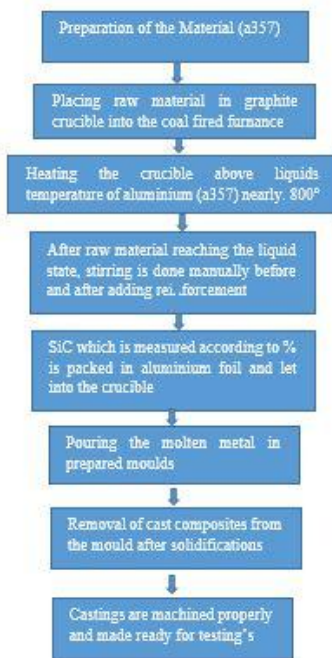 Preparation of the Material (a357)
Placing raw material in graphite
crucible into the coal fired furnance
Heating the crucible above liquids
temperature of aluminium (a357) nearly. 800°
After raw material reaching the liquid
state, stirring is done manually before
and after adding rei..forcement
SiC which is measured according to %
is packed in aluminium foil and let
into the crucible
Pouring the molten metal in
prepared moulds
Removal of cast composites from
the mould after solidifications
Castings are machined properly
and made ready for testing's